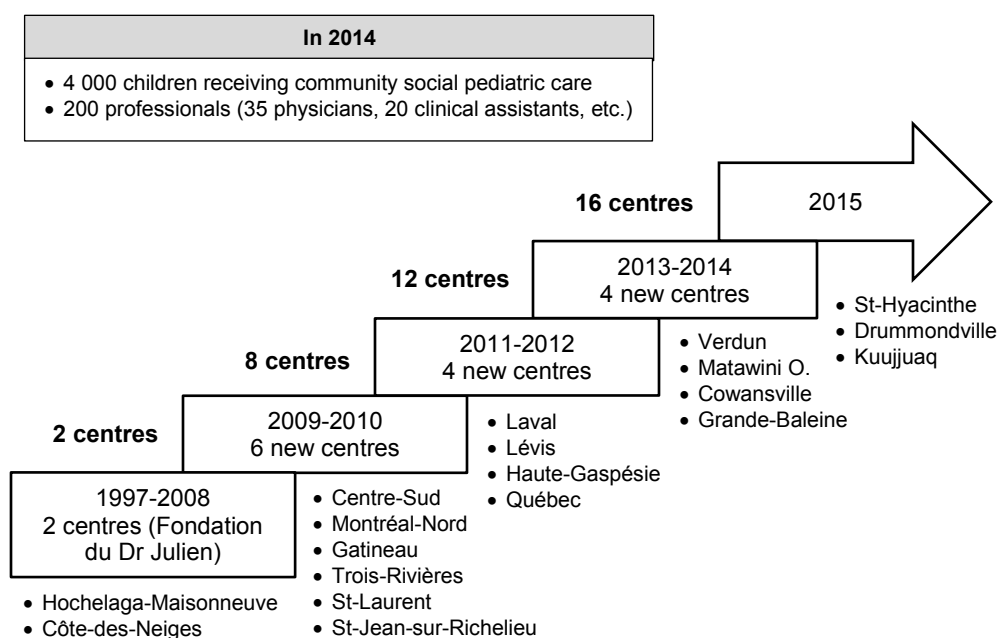 In 2014
• 4 000 children receiving community social pediatric care
• 200 professionals (35 physicians, 20 clinical assistants, etc.)
16 centres
2015
12 centres
2013-2014
4 new centres
• St-Hyacinthe
• Drummondville
• Kuujjuaq
8 centres
2011-2012
4 new centres
• Verdun
• Matawini O.
• Cowansville
• Grande-Baleine
2 centres
2009-2010
6 new centres
• Laval
• Lévis
• Haute-Gaspésie
• Québec
1997-2008
2 centres (Fondation
du Dr Julien)
• Centre-Sud
• Montréal-Nord
• Gatineau
• Trois-Rivières
• St-Laurent
• St-Jean-sur-Richelieu
• Hochelaga-Maisonneuve
• Côte-des-Neiges